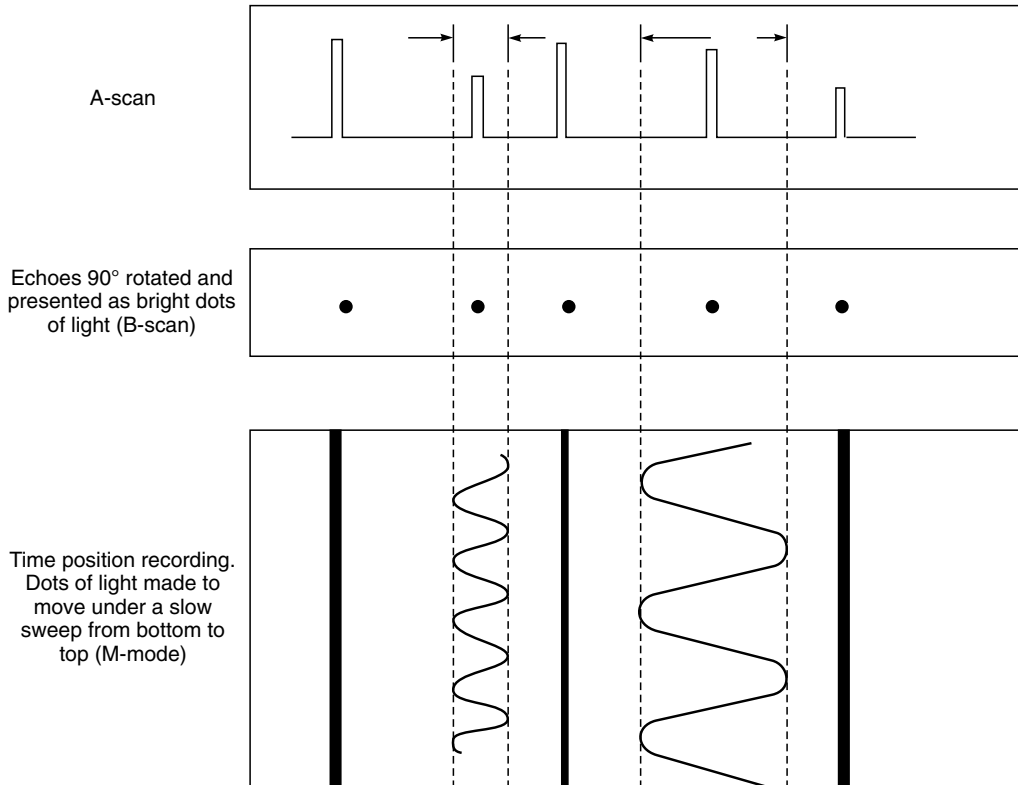 A-scan
Echoes 90° rotated and
presented as bright dots
of light (B-scan)
Time position recording.
Dots of light made to
move under a slow
sweep from bottom to
top (M-mode)